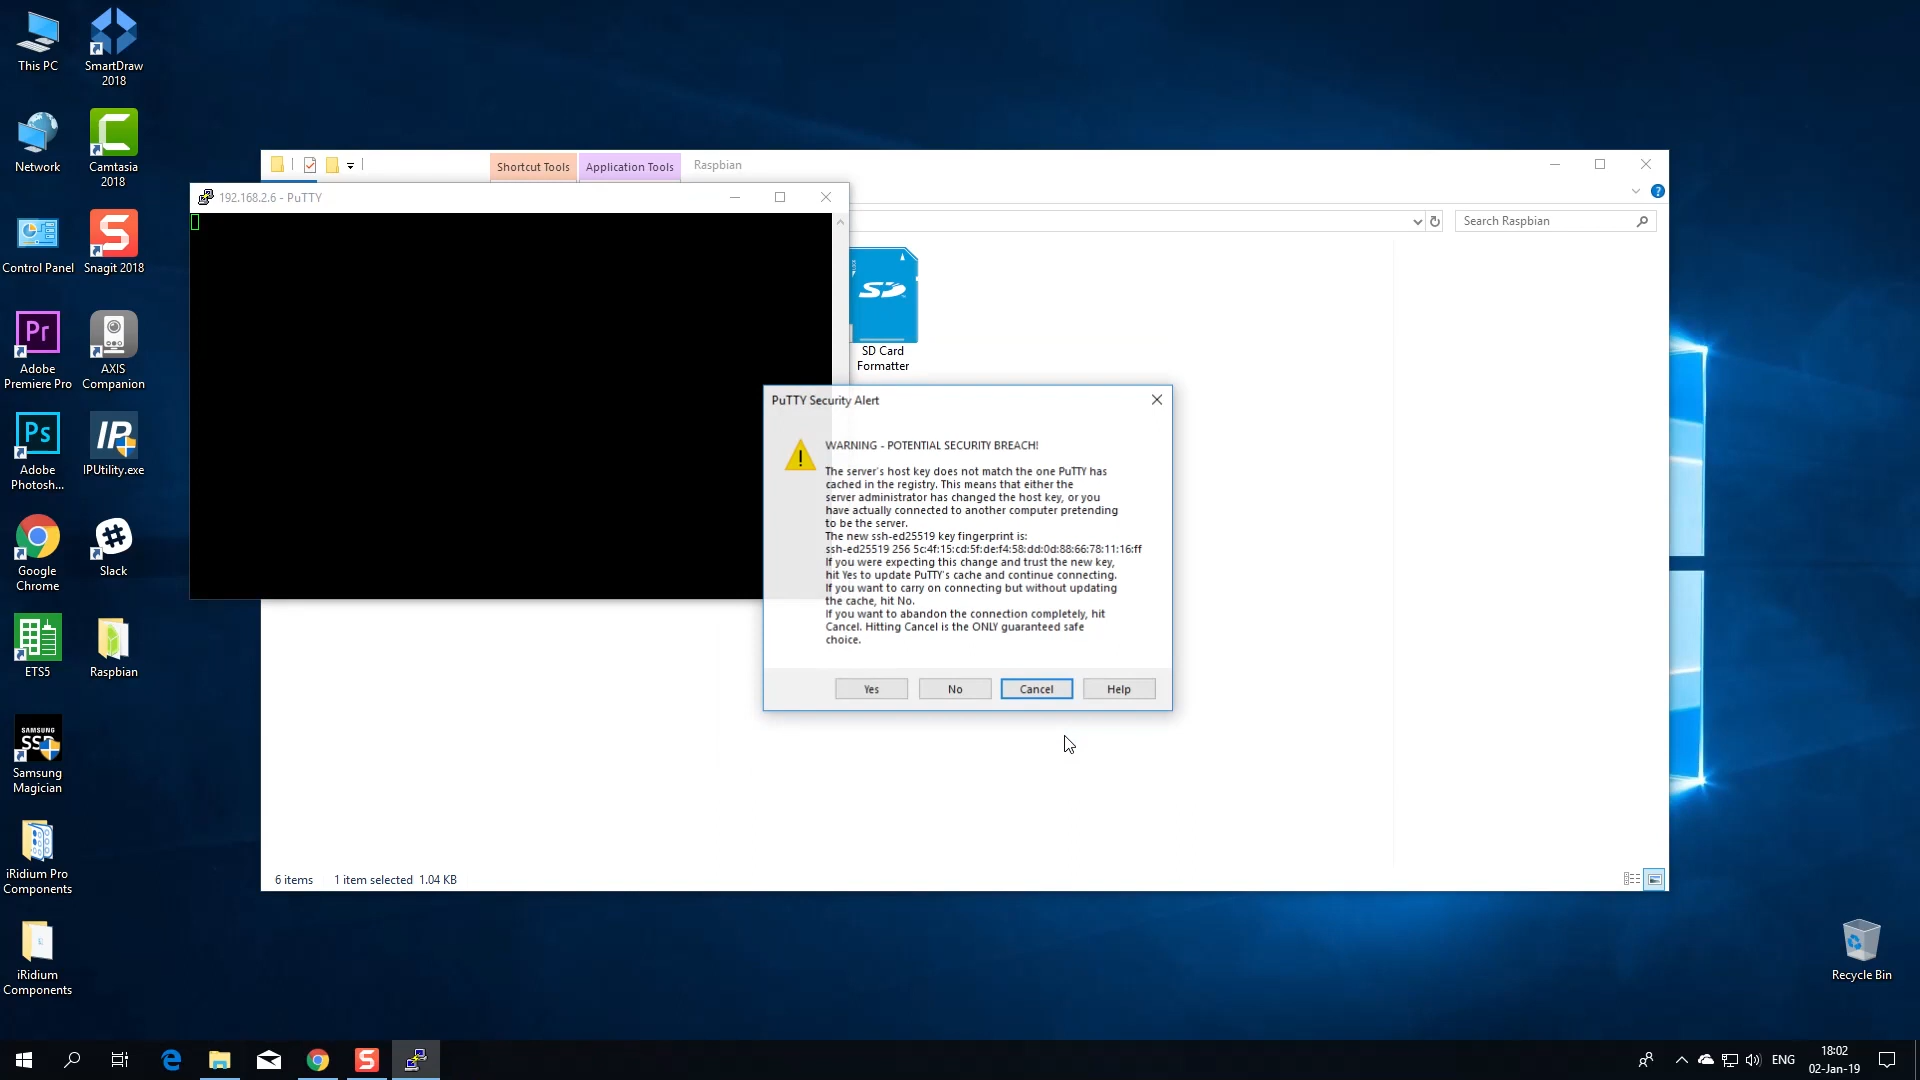 This PC
SmartDraw
2018
Network
Camtasia
2018
Control Panel
Snagit 2018
Pr
Adobe
Premiere Pro
AXIS
Companion
Ps
Adobe
Photosh...
IP
IPUtility.exe
Google
Chrome
Slack
ETS5
Raspbian
SAMSUNG
SSD
Samsung
Magician
iRidium Pro
Components
iRidium
Components
Shortcut Tools
Application Tools
Raspbian
Search Raspbian
192.168.2.6 - PuTTY
SD
SD Card
Formatter
PuTTY Security Alert
WARNING - POTENTIAL SECURITY BREACH!
The server's host key does not match the one PuTTY has
cached in the registry. This means that either the
server administrator has changed the host key, or you
have actually connected to another computer pretending
to be the server.
The new ssh-ed25519 key fingerprint is:
ssh-ed25519 256 5c:4f:15:cd:5f:de:f4:58:dd:0d:88:66:78:11:16:ff
If you were expecting this change and trust the new key,
hit Yes to update PuTTY's cache and continue connecting.
If you want to carry on connecting but without updating
the cache, hit No.
If you want to abandon the connection completely, hit
Cancel. Hitting Cancel is the ONLY guaranteed safe
choice.
Yes
No
Cancel
Help
6 items
1 item selected 1.04 KB
Recycle Bin
ENG
18:02
02-Jan-19